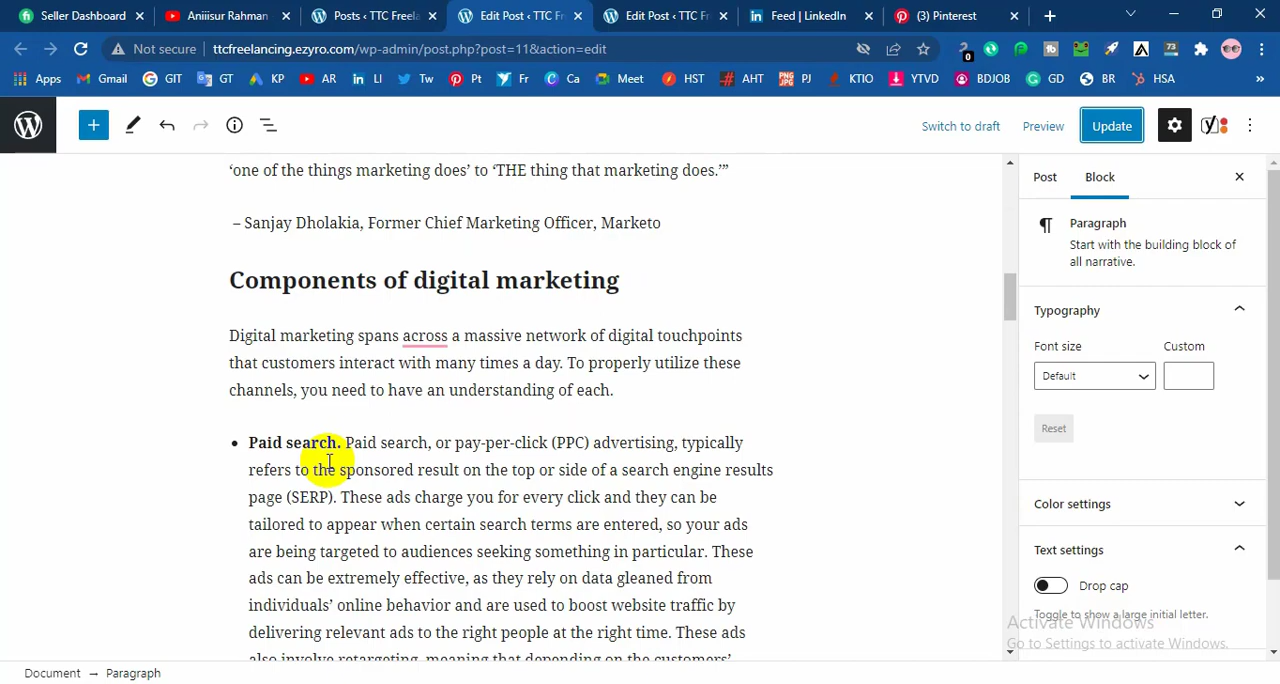 Seller Dashboard
Aniiisur Rahman
Posts ‹ TTC Freela
Edit Post ‹ TTC Fr
Edit Post ‹ TTC Fr
Feed | LinkedIn
(3) Pinterest
Not secure
ttcfreelancing.ezyro.com/wp-admin/post.php?post=11&action=edit
0
73
Apps
Gmail
GIT
GT
KP
AR
LI
Tw
Pt
Fr
Ca
Meet
HST
AHT
PJ
KTIO
YTVD
BDJOB
GD
BR
HSA
»
Switch to draft
Preview
Update
‘one of the things marketing does’ to ‘THE thing that marketing does.’”
– Sanjay Dholakia, Former Chief Marketing Officer, Marketo
Components of digital marketing
Digital marketing spans across a massive network of digital touchpoints
that customers interact with many times a day. To properly utilize these
channels, you need to have an understanding of each.
• Paid search. Paid search, or pay-per-click (PPC) advertising, typically
refers to the sponsored result on the top or side of a search engine results
page (SERP). These ads charge you for every click and they can be
tailored to appear when certain search terms are entered, so your ads
are being targeted to audiences seeking something in particular. These
ads can be extremely effective, as they rely on data gleaned from
individuals’ online behavior and are used to boost website traffic by
delivering relevant ads to the right people at the right time. These ads
also involve retargeting, meaning that depending on the customers’
Post
Block
Paragraph
Start with the building block of
all narrative.
Typography
Font size
Custom
Default
Reset
Color settings
Text settings
Drop cap
Toggle to show a large initial letter.
Activate Windows
Go to Settings to activate Windows.
Document → Paragraph